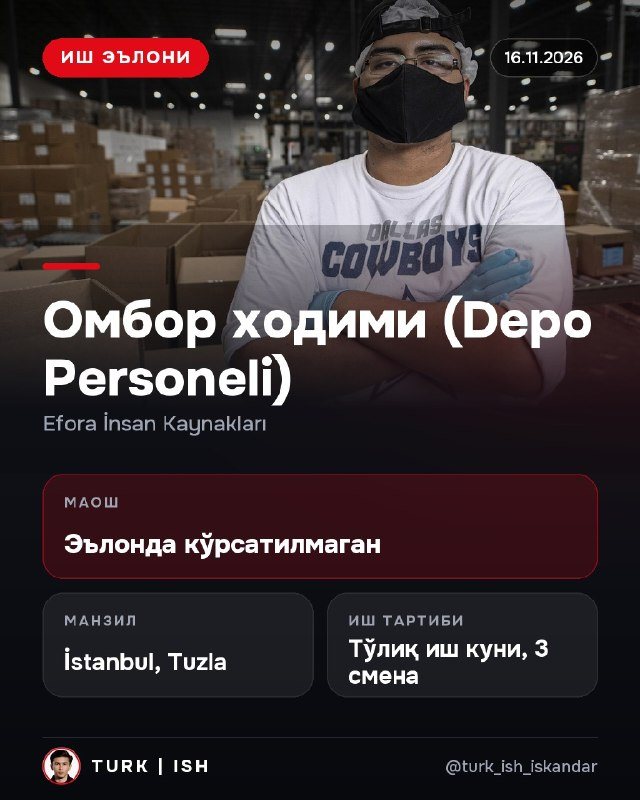 ИШ ЭЪЛОНИ
16.11.2026
DALLAS
COWBOYS
Омбор ходими (Depo
Personeli)
Efora İnsan Kaynakları
МАОШ
Эълонда кўрсатилмаган
МАНЗИЛ
İstanbul, Tuzla
ИШ ТАРТИБИ
Тўлиқ иш куни, 3
смена
TURK | ISH
@turk_ish_iskandar